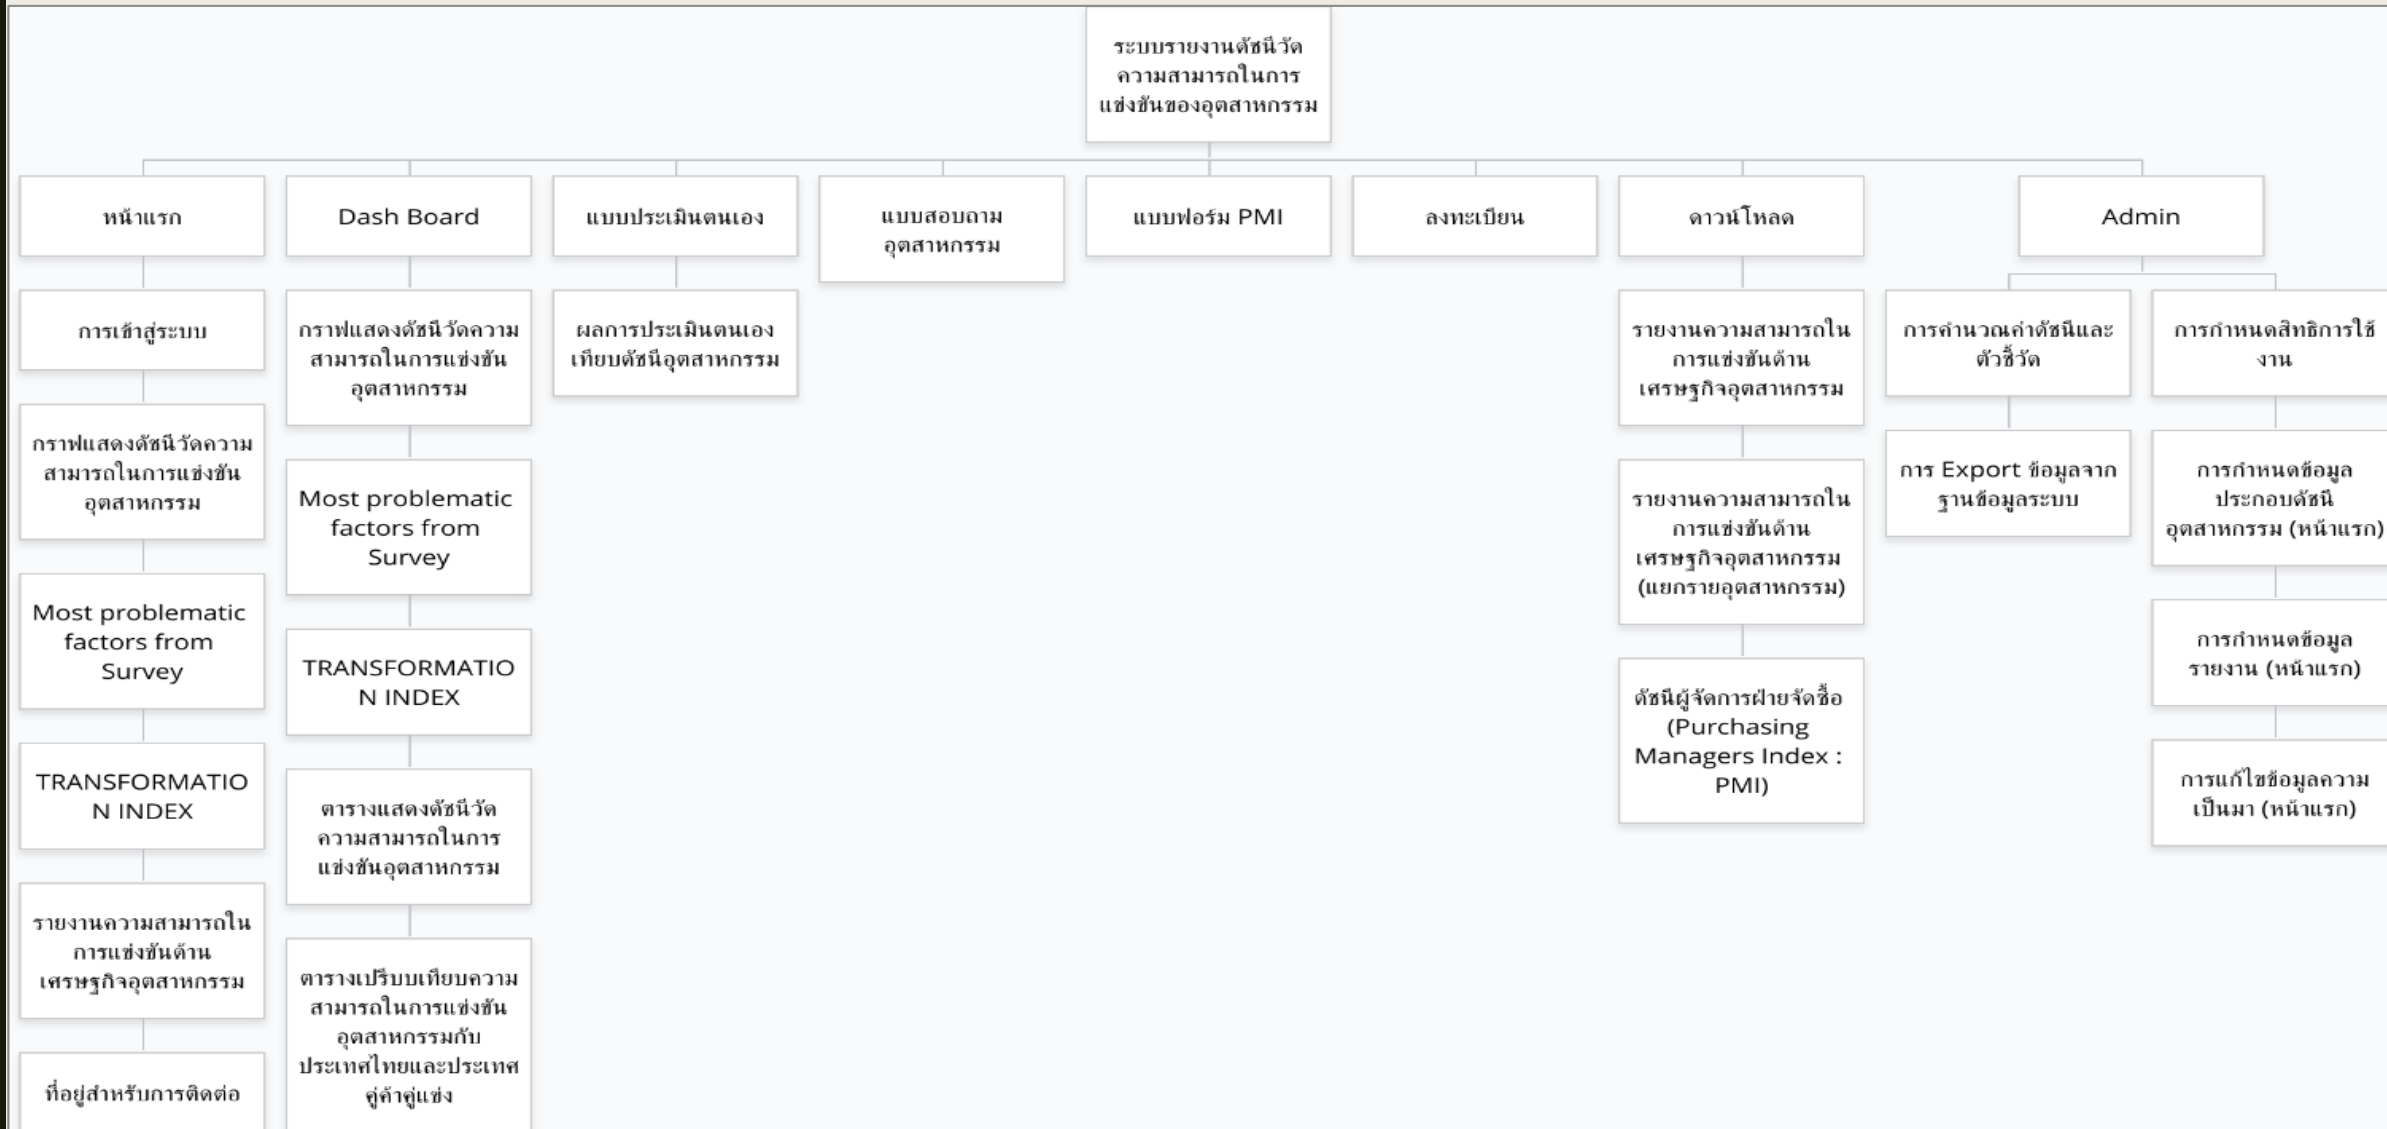 ระบบรายงานดัชนีวัด
ความสามารถในการ
แข่งขันของอุตสาหกรรม
หน้าแรก
Dash Board
แบบประเมินตนเอง
แบบสอบถาม
อุตสาหกรรม
แบบฟอร์ม PMI
ลงทะเบียน
ดาวน์โหลด
Admin
การเข้าสู่ระบบ
กราฟแสดงดัชนีวัดความ
สามารถในการแข่งขัน
อุตสาหกรรม
Most problematic
factors from
Survey
TRANSFORMATIO
N INDEX
รายงานความสามารถใน
การแข่งขันด้าน
เศรษฐกิจอุตสาหกรรม
ที่อยู่สำหรับการติดต่อ
กราฟแสดงดัชนีวัดความ
สามารถในการแข่งขัน
อุตสาหกรรม
Most problematic
factors from
Survey
TRANSFORMATIO
N INDEX
ตารางแสดงดัชนีวัด
ความสามารถในการ
แข่งขันอุตสาหกรรม
ตารางเปรีบบเทียบความ
สามารถในการแข่งขัน
อุตสาหกรรมกับ
ประเทศไทยและประเทศ
คู่ค้าคู่แข่ง
ผลการประเมินตนเอง
เทียบดัชนีอุตสาหกรรม
รายงานความสามารถใน
การแข่งขันด้าน
เศรษฐกิจอุตสาหกรรม
รายงานความสามารถใน
การแข่งขันด้าน
เศรษฐกิจอุตสาหกรรม
(แยกรายอุตสาหกรรม)
ดัชนีผู้จัดการฝ่ายจัดซื้อ
(Purchasing
Managers Index :
PMI)
การคำนวณค่าดัชนีและ
ตัวชี้วัด
การ Export ข้อมูลจาก
ฐานข้อมูลระบบ
การกำหนดสิทธิการใช้
งาน
การกำหนดข้อมูล
ประกอบดัชนี
อุตสาหกรรม (หน้าแรก)
การกำหนดข้อมูล
รายงาน (หน้าแรก)
การแก้ไขข้อมูลความ
เป็นมา (หน้าแรก)